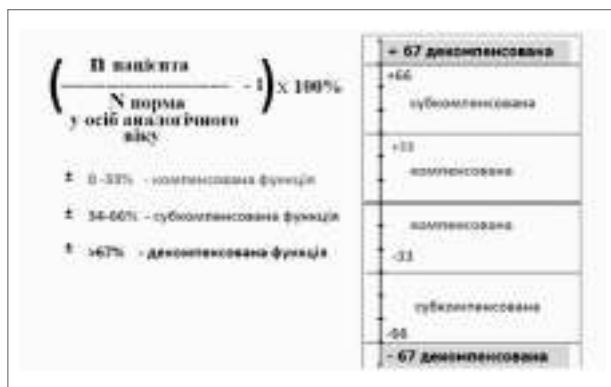 ( п пацієнта
N норма
у осіб аналогічного
віку
- 1) х 100%
± 0 -33% - компенсована функція
± 34-66% - субкомпенсована функція
± >67% - декомпенсована функція
+ 67 декомпенсована
+66
субкомпенсована
+33
компенсована
компенсована
-33
субкомпенсована
-66
- 67 декомпенсована